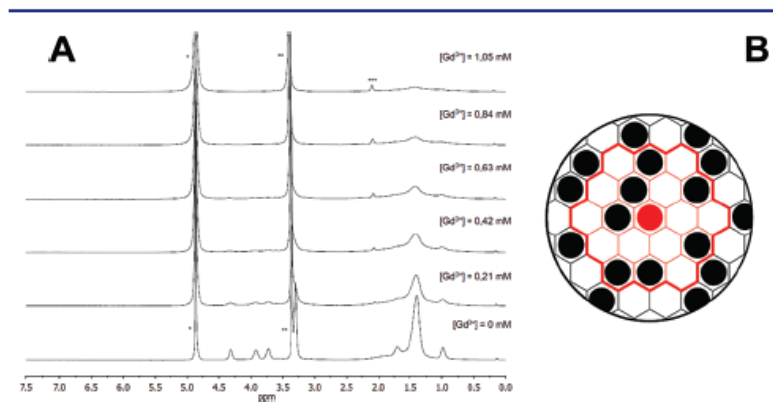 A
B
*
**
[Gd³⁺] = 1,05 mM
***
[Gd³⁺] = 0,84 mM
[Gd³⁺] = 0,63 mM
[Gd³⁺] = 0,42 mM
[Gd³⁺] = 0,21 mM
*
**
[Gd³⁺] = 0 mM
7.5 7.0 6.5 6.0 5.5 5.0 4.5 4.0 3.5 3.0 2.5 2.0 1.5 1.0 0.5 0.0
ppm